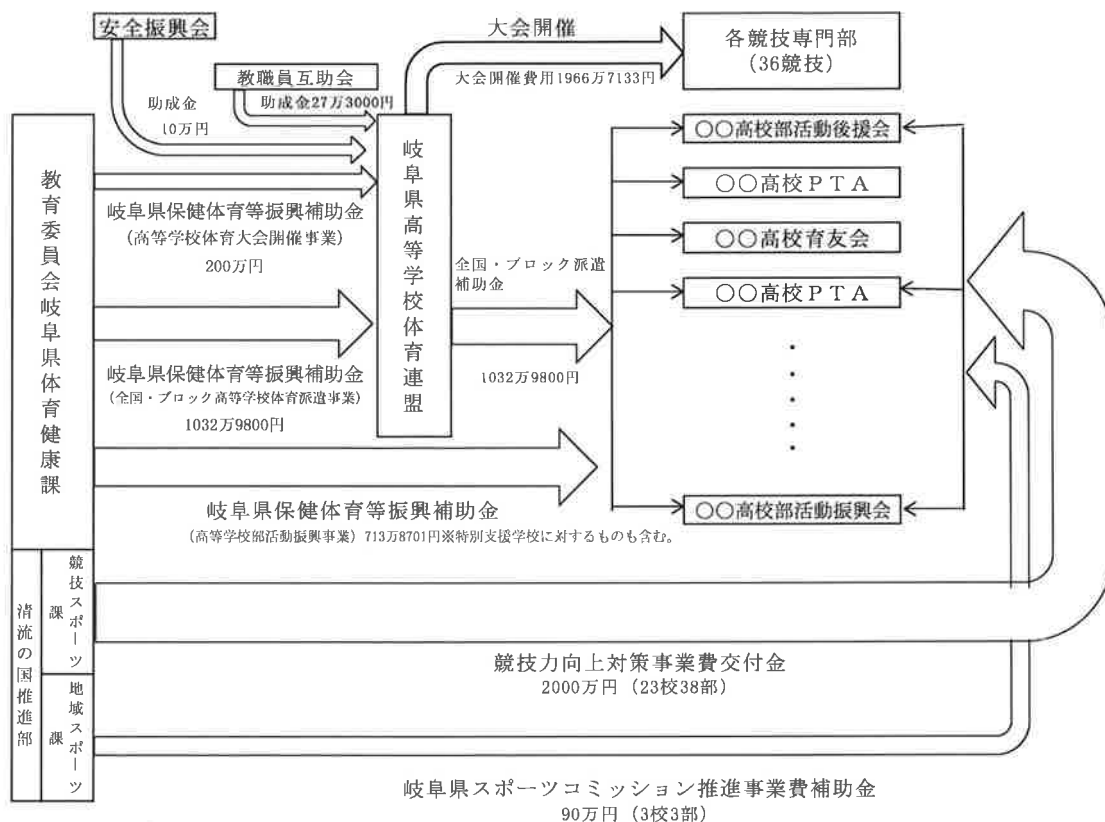 安全振興会
大会開催
各競技専門部
(36競技)
教職員互助会
大会開催費用1966万7133円
助成金
10万円
助成金27万3000円
教育委員会岐阜県体育健康課
岐阜県高等学校体育連盟
〇〇高校部活動後援会
〇〇高校PTA
〇〇高校育友会
〇〇高校PTA
岐阜県保健体育等振興補助金
(高等学校体育大会開催事業)
200万円
全国・ブロック派遣
補助金
岐阜県保健体育等振興補助金
(全国・ブロック高等学校体育派遣事業)
1032万9800円
1032万9800円
〇〇高校部活動振興会
岐阜県保健体育等振興補助金
(高等学校部活動振興事業) 713万8701円※特別支援学校に対するものも含む。
清流の国推進部
競技スポーツ
課
競技力向上対策事業費交付金
2000万円 (23校38部)
地域スポーツ
課
岐阜県スポーツコミッション推進事業費補助金
90万円 (3校3部)